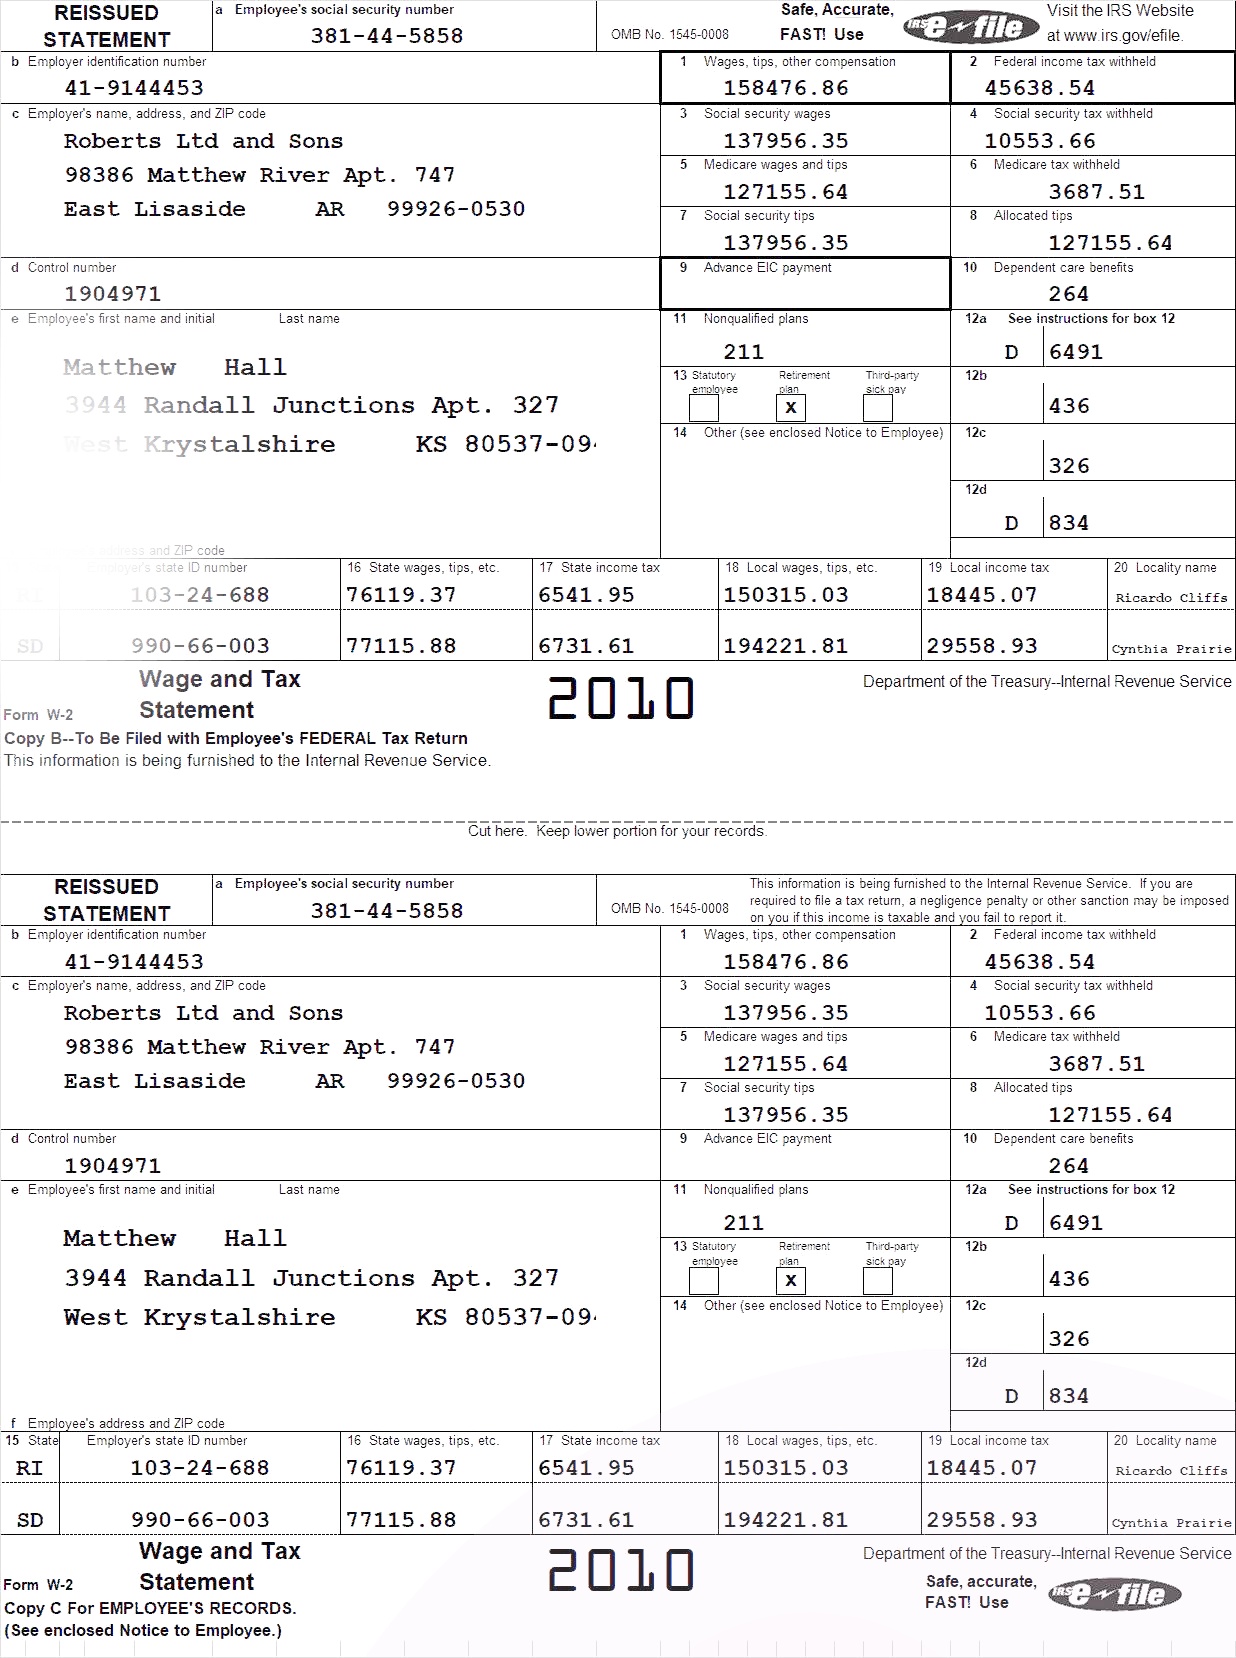 REISSUED
STATEMENT
a Employee's social security number
381-44-5858
OMB No. 1545-0008
Safe, Accurate,
FAST! Use
IRS e-file
Visit the IRS Website
at www.irs.gov/efile.
b Employer identification number
41-9144453
1 Wages, tips, other compensation
158476.86
2 Federal income tax withheld
45638.54
c Employer's name, address, and ZIP code
Roberts Ltd and Sons
98386 Matthew River Apt. 747
East Lisaside AR 99926-0530
3 Social security wages
137956.35
4 Social security tax withheld
10553.66
5 Medicare wages and tips
127155.64
6 Medicare tax withheld
3687.51
7 Social security tips
137956.35
8 Allocated tips
127155.64
d Control number
1904971
9 Advance EIC payment
10 Dependent care benefits
264
e Employee's first name and initial Last name
Matthew Hall
3944 Randall Junctions Apt. 327
West Krystalshire KS 80537-09
11 Nonqualified plans
211
12a See instructions for box 12
D 6491
13 Statutory employee Retirement plan Third-party sick pay
X
12b
436
14 Other (see enclosed Notice to Employee)
12c
326
12d
D 834
address and ZIP code
Employer's state ID number
16 State wages, tips, etc.
17 State income tax
18 Local wages, tips, etc.
19 Local income tax
20 Locality name
RI 103-24-688 76119.37 6541.95 150315.03 18445.07 Ricardo Cliffs
SD 990-66-003 77115.88 6731.61 194221.81 29558.93 Cynthia Prairie
Wage and Tax
Statement
Form W-2
2010
Department of the Treasury--Internal Revenue Service
Copy B--To Be Filed with Employee's FEDERAL Tax Return
This information is being furnished to the Internal Revenue Service.
Cut here. Keep lower portion for your records.
REISSUED
STATEMENT
a Employee's social security number
381-44-5858
OMB No. 1545-0008
This information is being furnished to the Internal Revenue Service. If you are
required to file a tax return, a negligence penalty or other sanction may be imposed
on you if this income is taxable and you fail to report it.
b Employer identification number
41-9144453
1 Wages, tips, other compensation
158476.86
2 Federal income tax withheld
45638.54
c Employer's name, address, and ZIP code
Roberts Ltd and Sons
98386 Matthew River Apt. 747
East Lisaside AR 99926-0530
3 Social security wages
137956.35
4 Social security tax withheld
10553.66
5 Medicare wages and tips
127155.64
6 Medicare tax withheld
3687.51
7 Social security tips
137956.35
8 Allocated tips
127155.64
d Control number
1904971
9 Advance EIC payment
10 Dependent care benefits
264
e Employee's first name and initial Last name
Matthew Hall
3944 Randall Junctions Apt. 327
West Krystalshire KS 80537-09
11 Nonqualified plans
211
12a See instructions for box 12
D 6491
13 Statutory employee Retirement plan Third-party sick pay
X
12b
436
14 Other (see enclosed Notice to Employee)
12c
326
12d
D 834
f Employee's address and ZIP code
15 State Employer's state ID number
16 State wages, tips, etc.
17 State income tax
18 Local wages, tips, etc.
19 Local income tax
20 Locality name
RI 103-24-688 76119.37 6541.95 150315.03 18445.07 Ricardo Cliffs
SD 990-66-003 77115.88 6731.61 194221.81 29558.93 Cynthia Prairie
Wage and Tax
Statement
Form W-2
2010
Department of the Treasury--Internal Revenue Service
Safe, accurate,
FAST! Use
IRS e-file
Copy C For EMPLOYEE'S RECORDS.
(See enclosed Notice to Employee.)